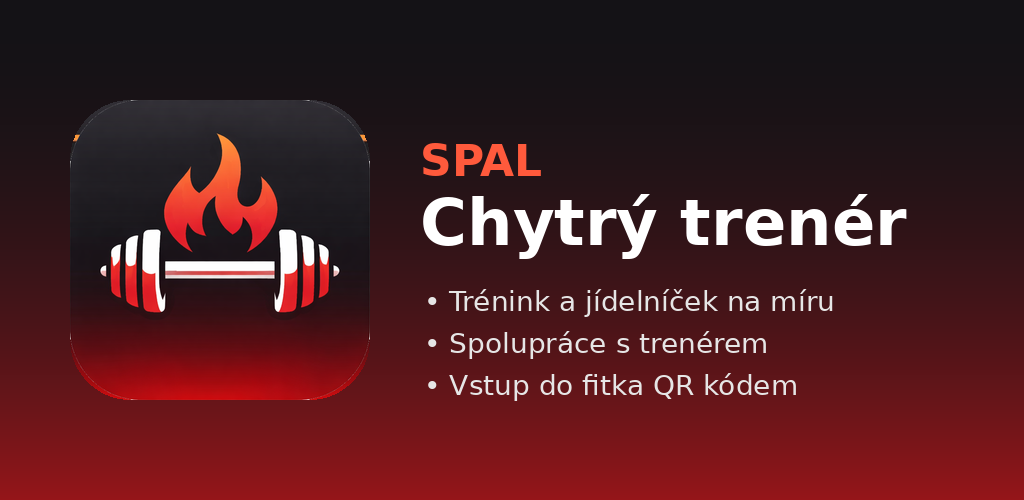 SPAL
Chytrý trenér
• Trénink a jídelníček na míru
• Spolupráce s trenérem
• Vstup do fitka QR kódem